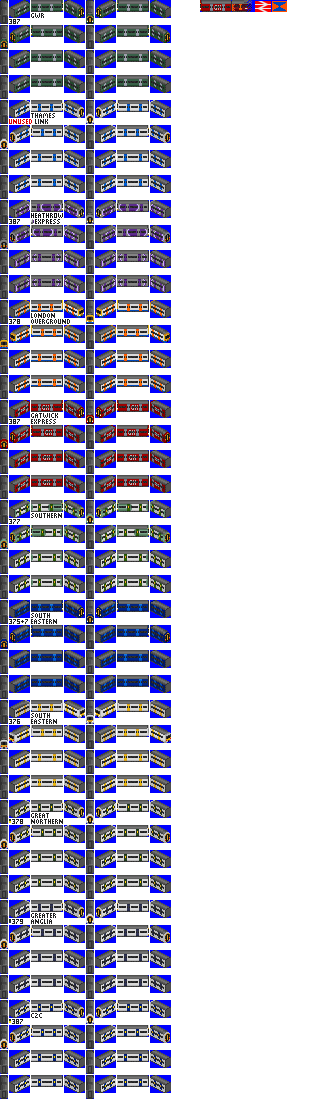 GWR
387
THAMES
UNUSED LINK
HEATHROW
387 EXPRESS
LONDON
378 OVERGROUND
GATWICK
387 EXPRESS
SOUTHERN
377
SOUTH
375+7 EASTERN
SOUTH
376 EASTERN
GREAT
*378 NORTHERN
GREATER
*379 ANGLIA
C2C
*387